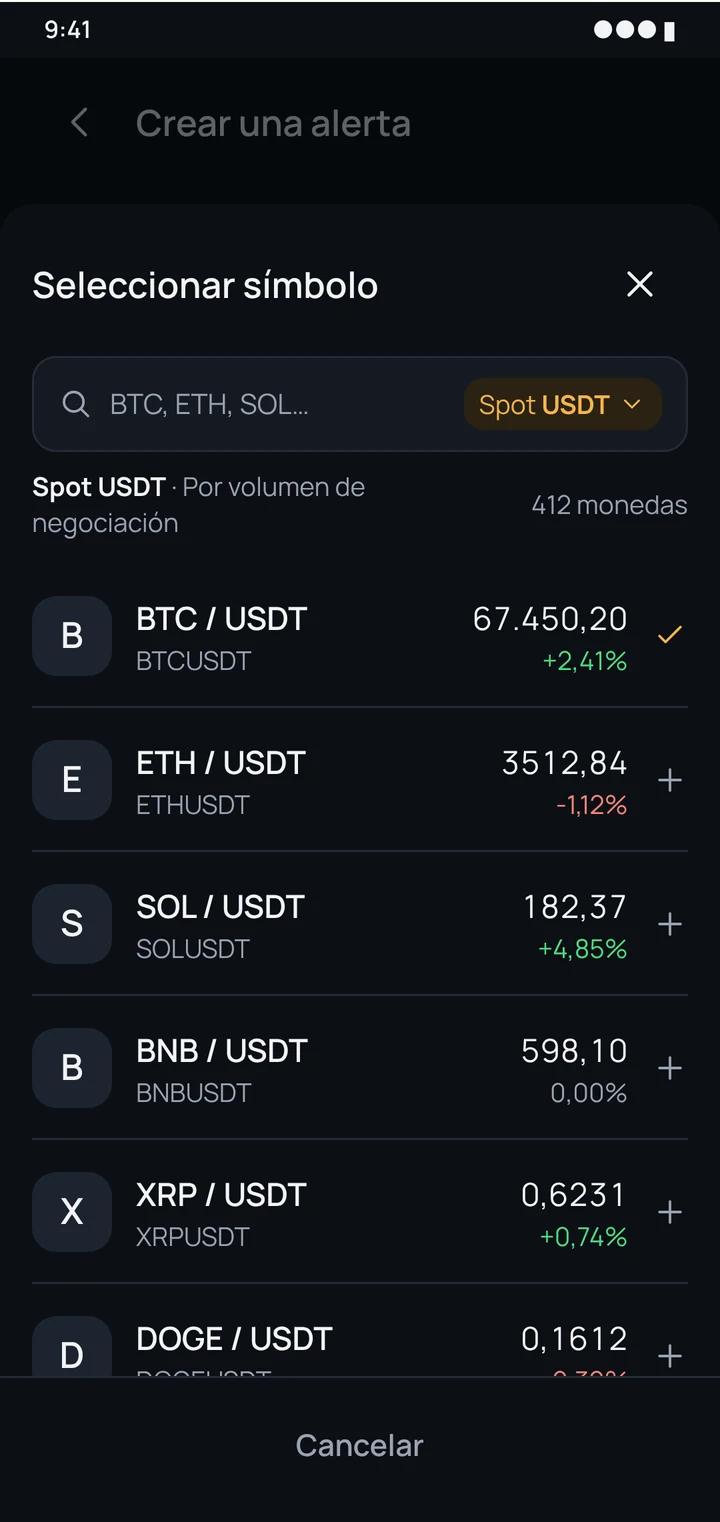 9:41
Crear una alerta
Seleccionar símbolo
BTC, ETH, SOL...
Spot USDT
Spot USDT · Por volumen de
negociación
412 monedas
B
BTC / USDT
67.450,20
BTCUSDT
+2,41%
E
ETH / USDT
3512,84
ETHUSDT
-1,12%
S
SOL / USDT
182,37
SOLUSDT
+4,85%
B
BNB / USDT
598,10
BNBUSDT
0,00%
X
XRP / USDT
0,6231
XRPUSDT
+0,74%
D
DOGE / USDT
0,1612
Cancelar